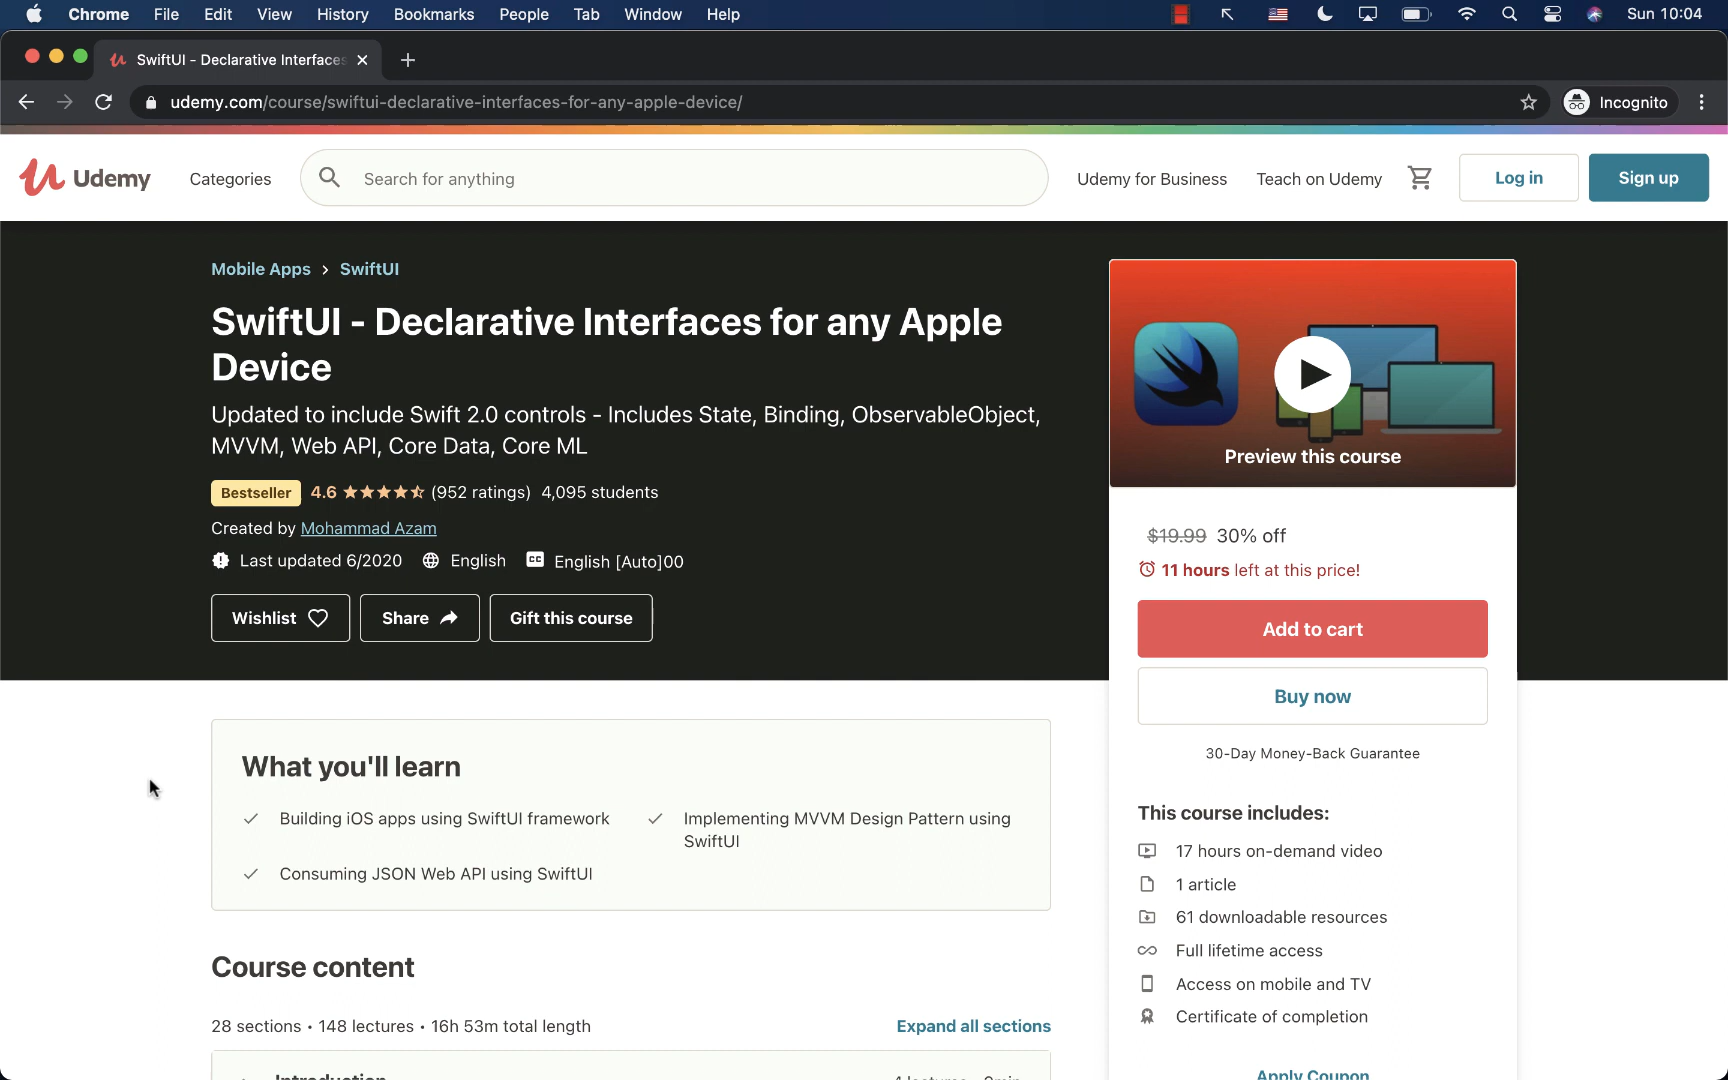 Chrome File Edit View History Bookmarks People Tab Window Help Sun 10:04
SwiftUI - Declarative Interfaces
udemy.com/course/swiftui-declarative-interfaces-for-any-apple-device/ Incognito
Udemy Categories Search for anything Udemy for Business Teach on Udemy Log in Sign up
Mobile Apps › SwiftUI
SwiftUI - Declarative Interfaces for any Apple
Device
Updated to include Swift 2.0 controls - Includes State, Binding, ObservableObject,
MVVM, Web API, Core Data, Core ML
Bestseller 4.6 (952 ratings) 4,095 students
Created by Mohammad Azam
Last updated 6/2020 English CC English [Auto]00
Wishlist Share Gift this course
Preview this course
$19.99 30% off
11 hours left at this price!
Add to cart
Buy now
30-Day Money-Back Guarantee
This course includes:
17 hours on-demand video
1 article
61 downloadable resources
Full lifetime access
Access on mobile and TV
Certificate of completion
Apply Coupon
What you'll learn
Building iOS apps using SwiftUI framework
Implementing MVVM Design Pattern using
SwiftUI
Consuming JSON Web API using SwiftUI
Course content
28 sections • 148 lectures • 16h 53m total length Expand all sections
Introduction